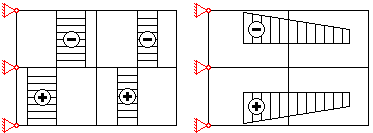 − − −
+ + +